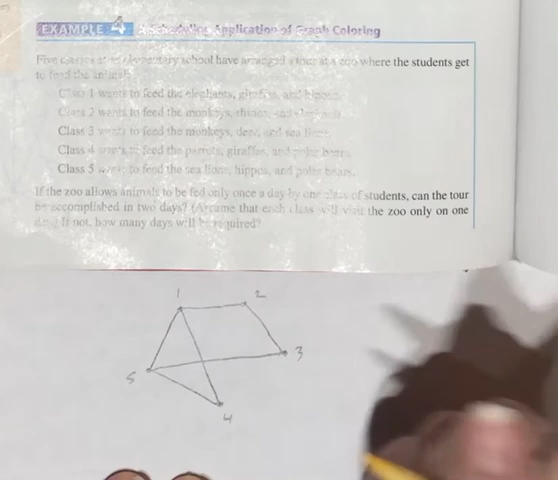 EXAMPLE 4 A Scheduling Application of Graph Coloring
Five classes at an elementary school have arranged a tour at a zoo where the students get
to feed the animals.
Class 1 wants to feed the elephants, giraffes, and hippos.
Class 2 wants to feed the monkeys, rhinos, and elephants.
Class 3 wants to feed the monkeys, deer, and sea lions.
Class 4 wants to feed the parrots, giraffes, and polar bears.
Class 5 wants to feed the sea lions, hippos, and polar bears.
If the zoo allows animals to be fed only once a day by one class of students, can the tour
be accomplished in two days? (Assume that each class will visit the zoo only on one
day.) If not, how many days will be required?
1 2
3
5
4